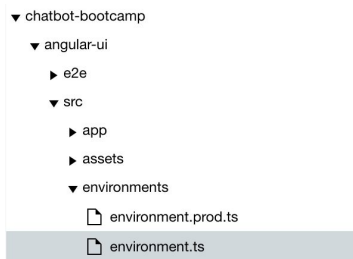 chatbot-bootcamp
angular-ui
e2e
src
app
assets
environments
environment.prod.ts
environment.ts